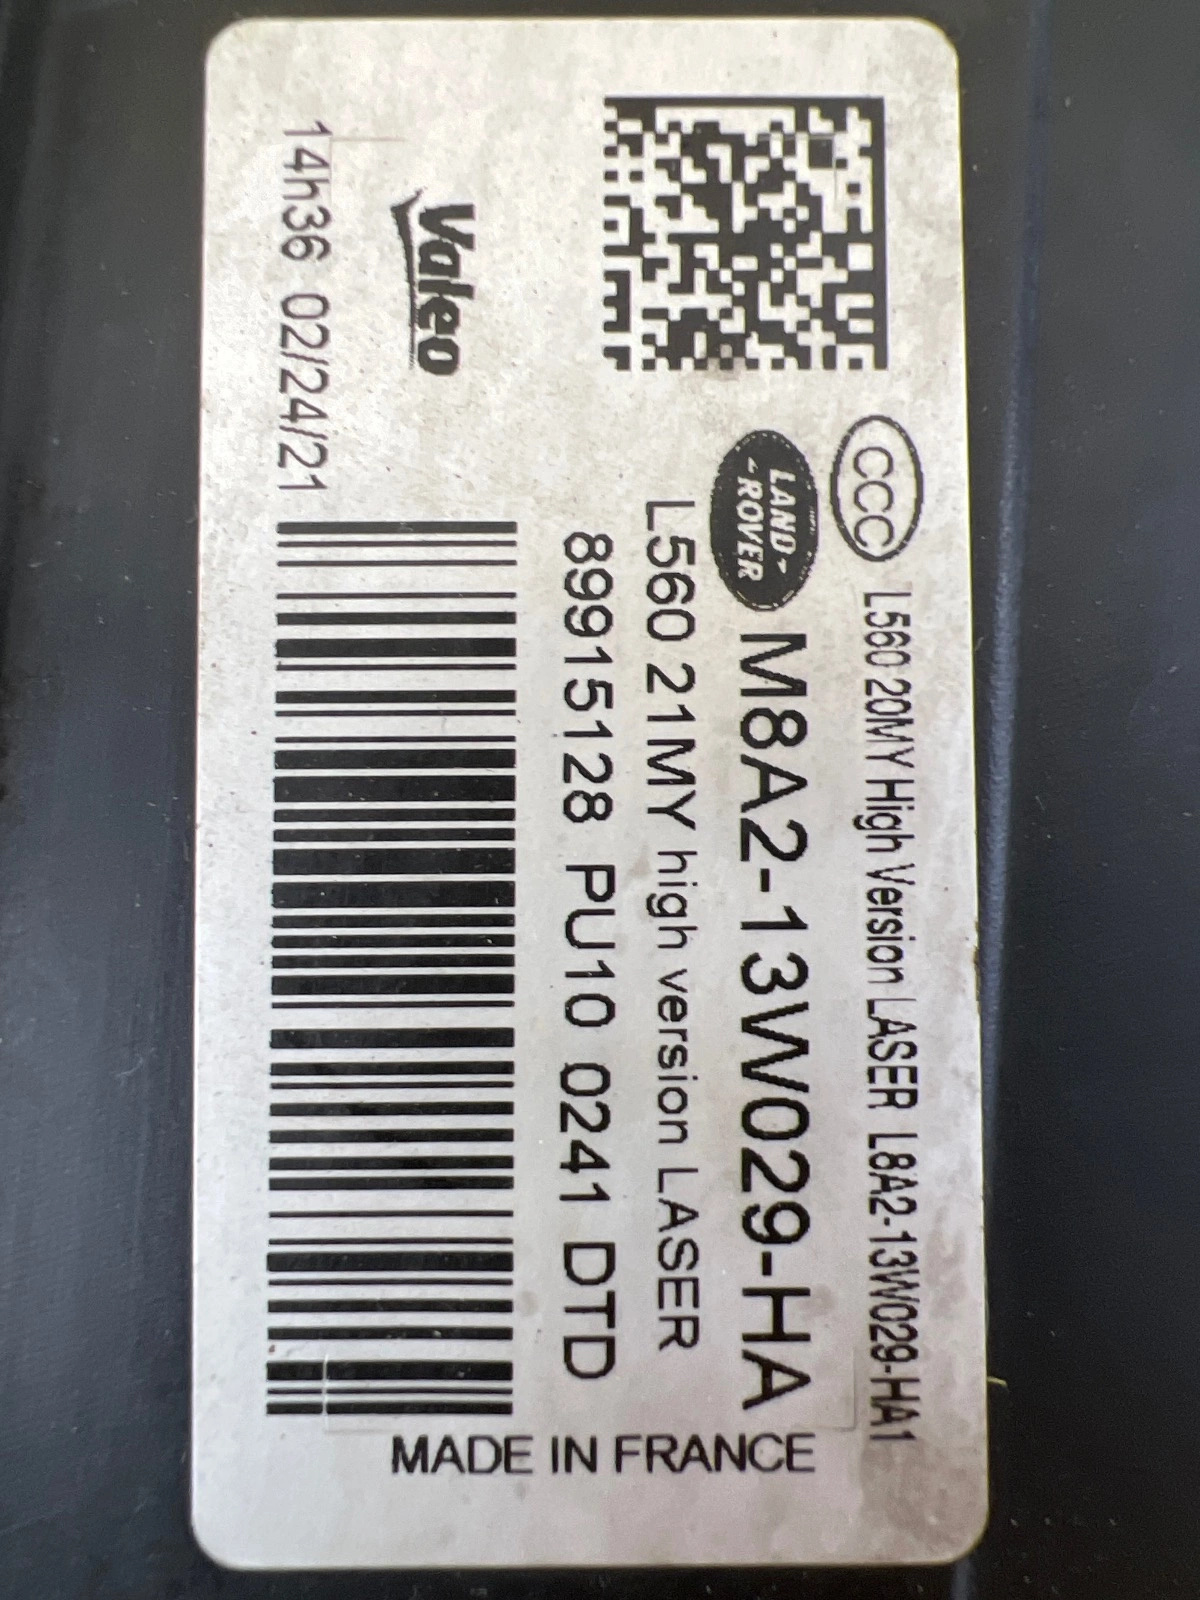 CCC L560 20MY High Version LASER L8A2-13W029-HA1
LAND ROVER M8A2-13W029-HA
L560 21MY high version LASER
89915128 PU10 0241 DTD
Valeo
14h36 02/24/21
MADE IN FRANCE